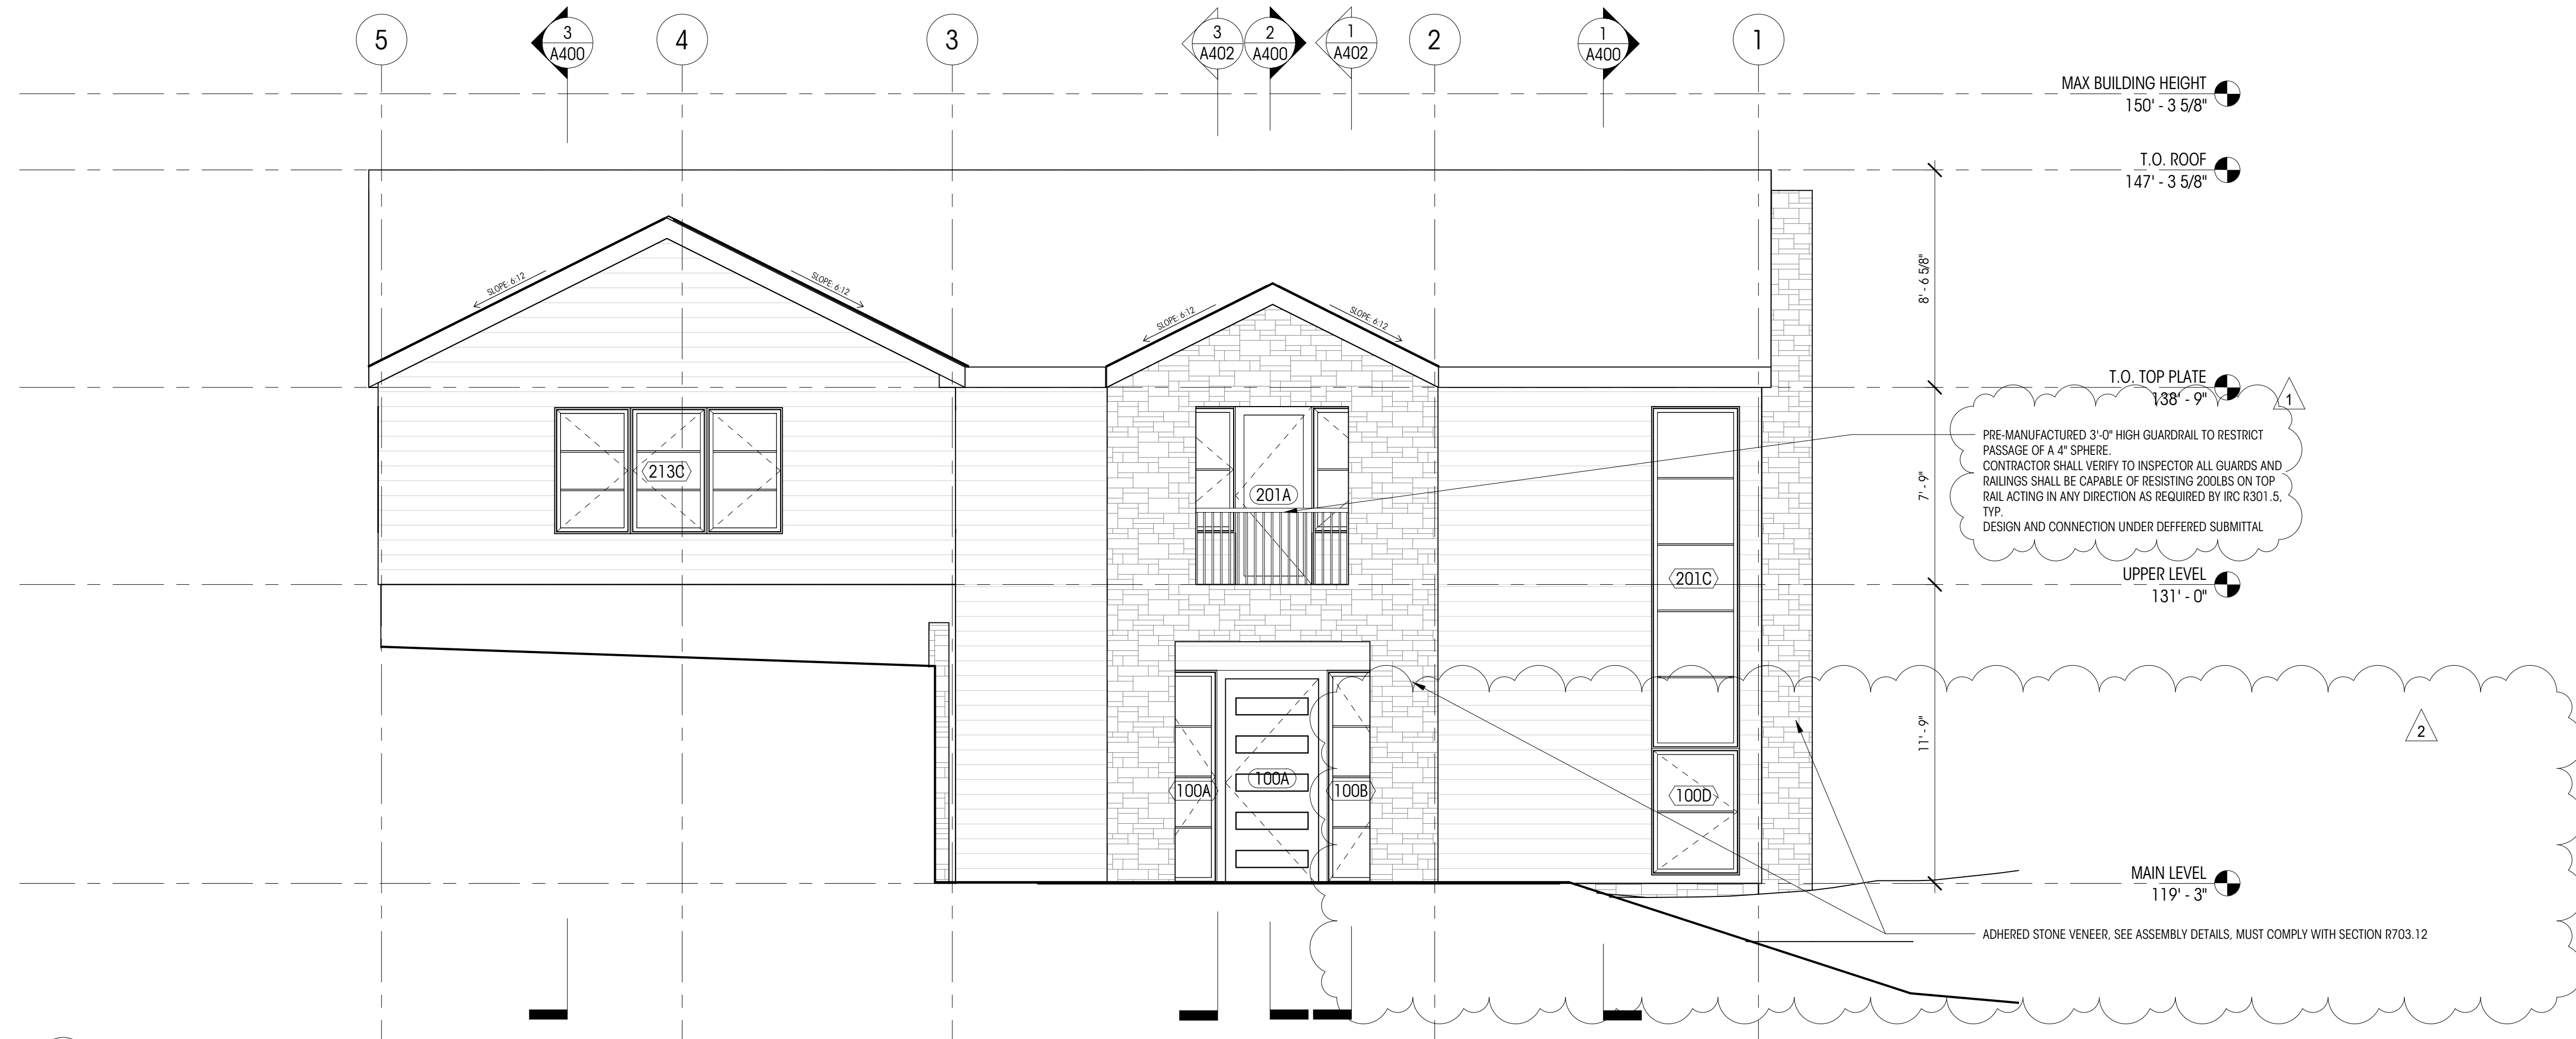 5
3
A400
4
3
3
A402
2
A400
1
A402
2
1
A400
1
MAX BUILDING HEIGHT
150' - 3 5/8"
T.O. ROOF
147' - 3 5/8"
SLOPE: 6:12
SLOPE: 6:12
SLOPE: 6:12
SLOPE: 6:12
8' - 6 5/8"
T.O. TOP PLATE
138' - 9"
1
PRE-MANUFACTURED 3'-0" HIGH GUARDRAIL TO RESTRICT
PASSAGE OF A 4" SPHERE.
CONTRACTOR SHALL VERIFY TO INSPECTOR ALL GUARDS AND
RAILINGS SHALL BE CAPABLE OF RESISTING 200LBS ON TOP
RAIL ACTING IN ANY DIRECTION AS REQUIRED BY IRC R301.5,
TYP.
DESIGN AND CONNECTION UNDER DEFFERED SUBMITTAL
213C
201A
7' - 9"
201C
UPPER LEVEL
131' - 0"
11' - 9"
2
100A
100A
100B
100D
MAIN LEVEL
119' - 3"
ADHERED STONE VENEER, SEE ASSEMBLY DETAILS, MUST COMPLY WITH SECTION R703.12